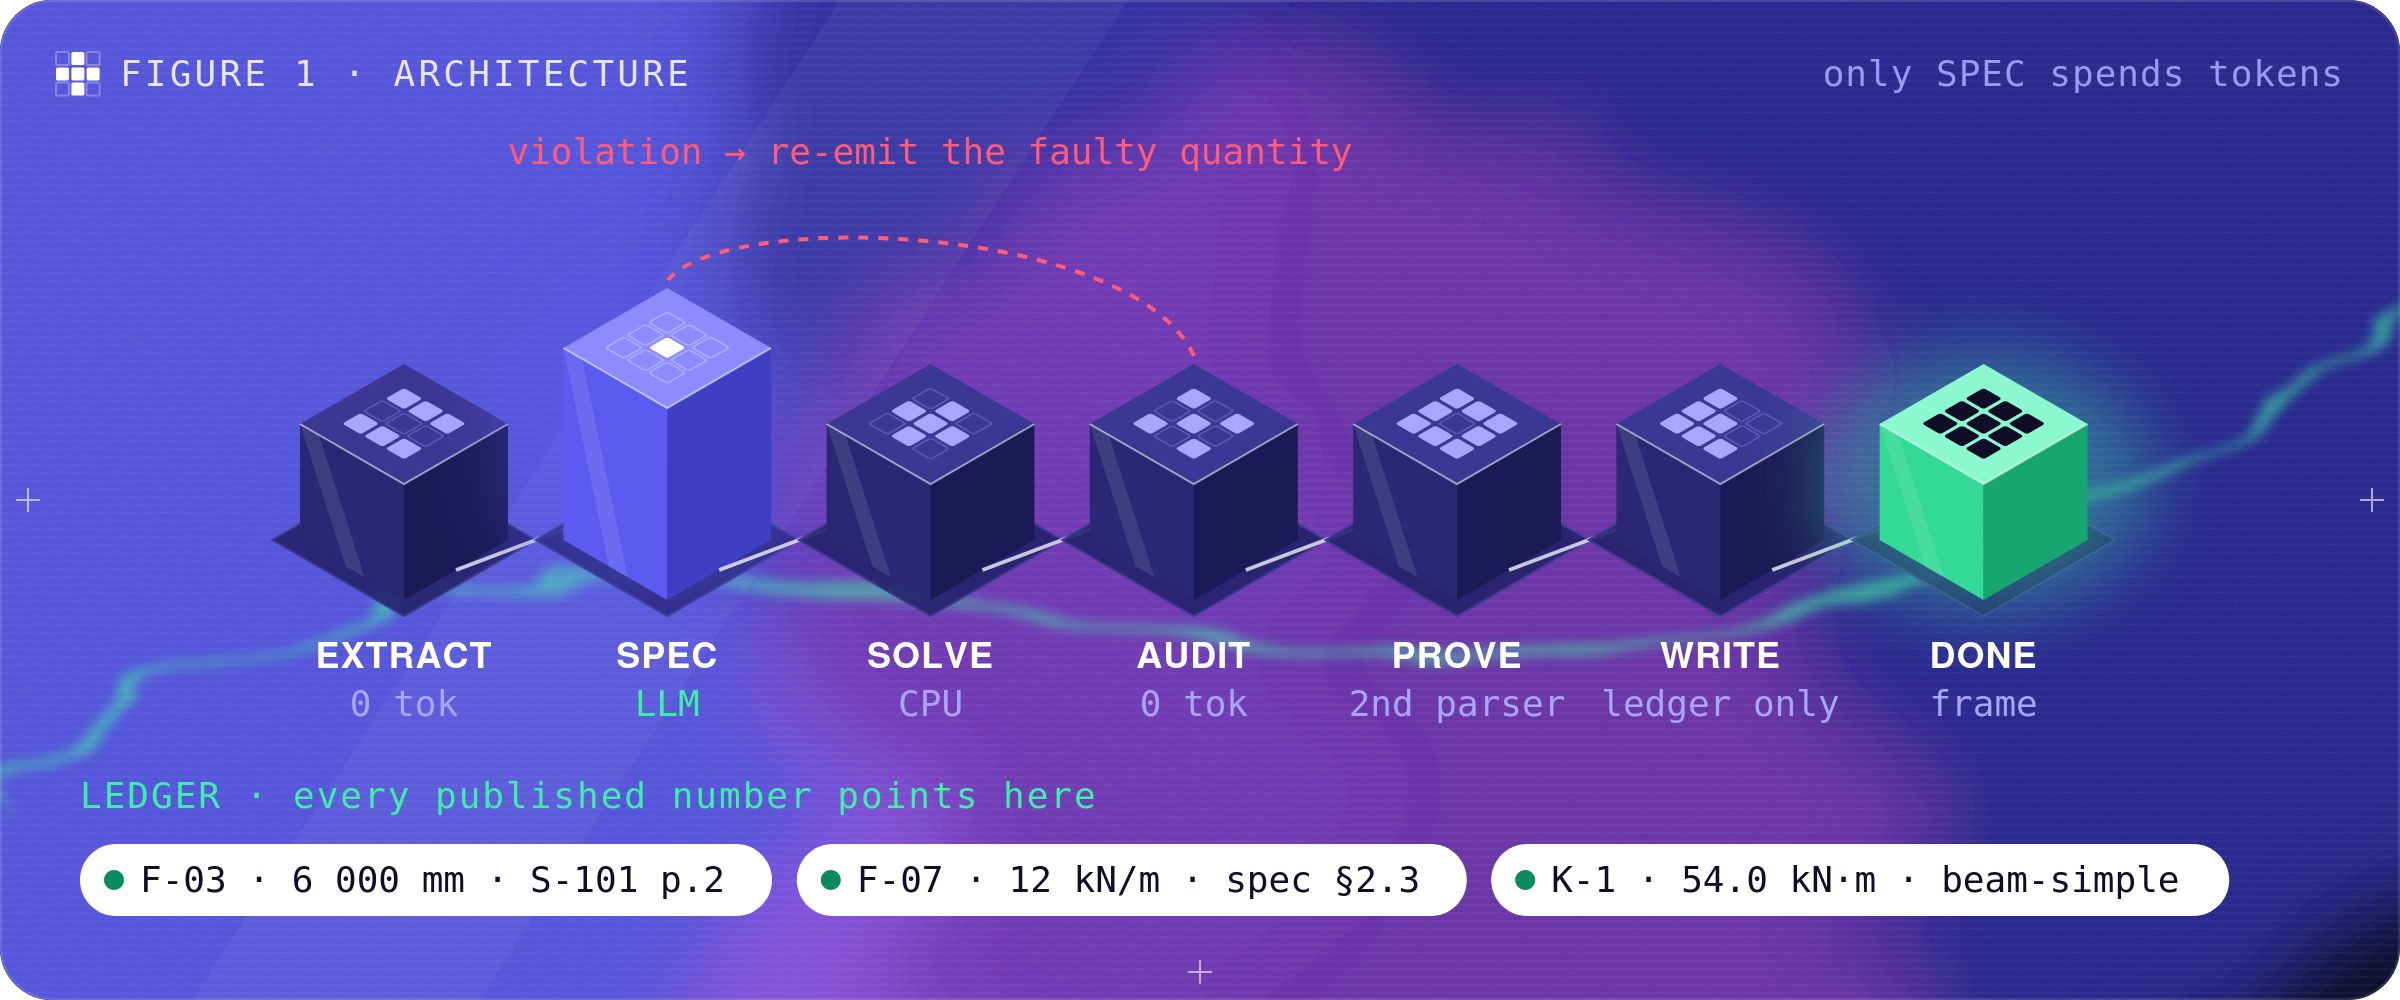 FIGURE 1 · ARCHITECTURE
only SPEC spends tokens
violation → re-emit the faulty quantity
EXTRACT
0 tok
SPEC
LLM
SOLVE
CPU
AUDIT
0 tok
PROVE
2nd parser
WRITE
ledger only
DONE
frame
LEDGER · every published number points here
F-03 · 6 000 mm · S-101 p.2
F-07 · 12 kN/m · spec §2.3
K-1 · 54.0 kN·m · beam-simple